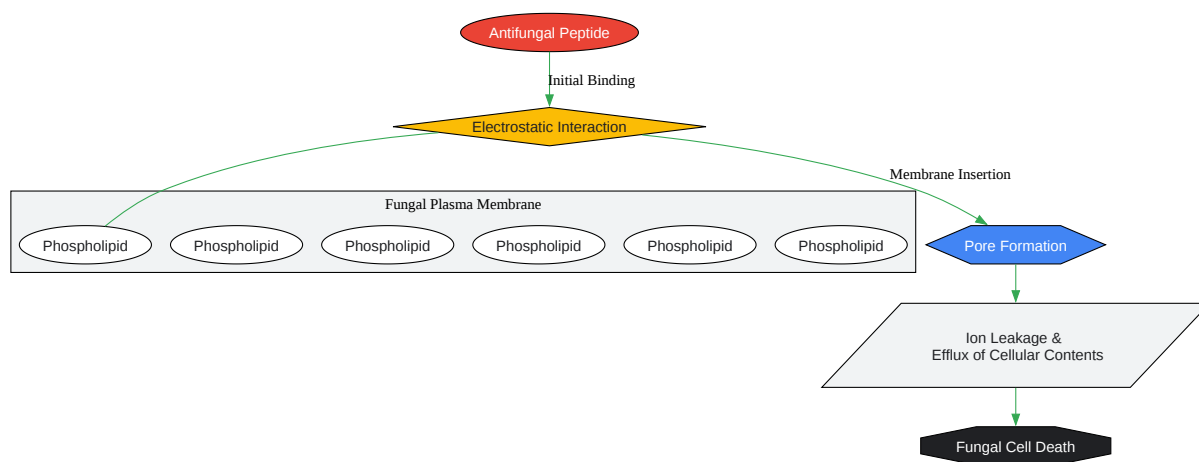 Antifungal Peptide
Initial Binding
Electrostatic Interaction
Membrane Insertion
Fungal Plasma Membrane
Phospholipid
Phospholipid
Phospholipid
Phospholipid
Phospholipid
Phospholipid
Pore Formation
Ion Leakage &
Efflux of Cellular Contents
Fungal Cell Death